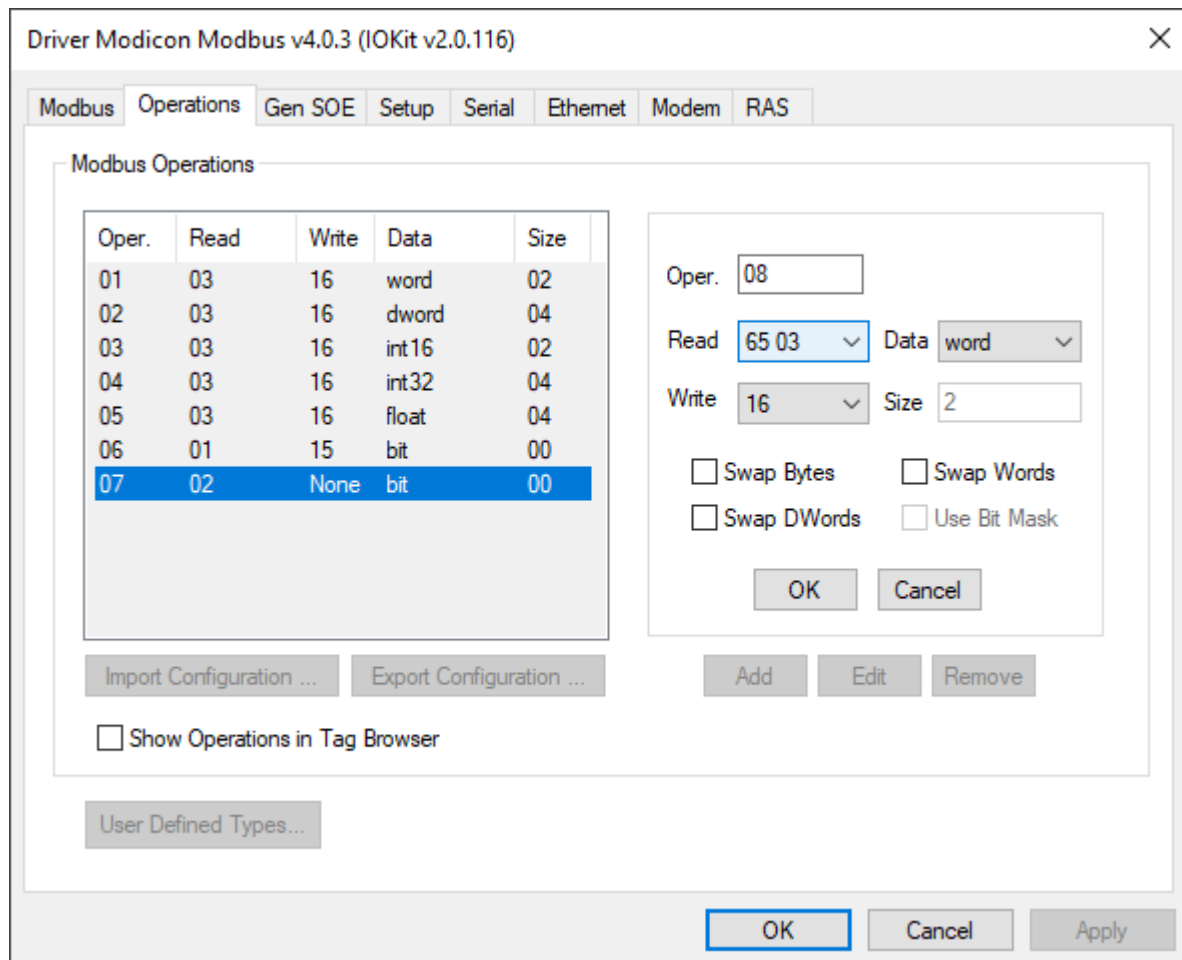 Driver Modicon Modbus v4.0.3 (IOKit v2.0.116)
Modbus Operations Gen SOE Setup Serial Ethernet Modem RAS
Modbus Operations
Oper. Read Write Data Size
01 03 16 word 02
02 03 16 dword 04
03 03 16 int16 02
04 03 16 int32 04
05 03 16 float 04
06 01 15 bit 00
07 02 None bit 00
Oper. 08
Read 65 03 Data word
Write 16 Size 2
Swap Bytes Swap Words
Swap DWords Use Bit Mask
OK Cancel
Import Configuration ... Export Configuration ... Add Edit Remove
Show Operations in Tag Browser
User Defined Types...
OK Cancel Apply